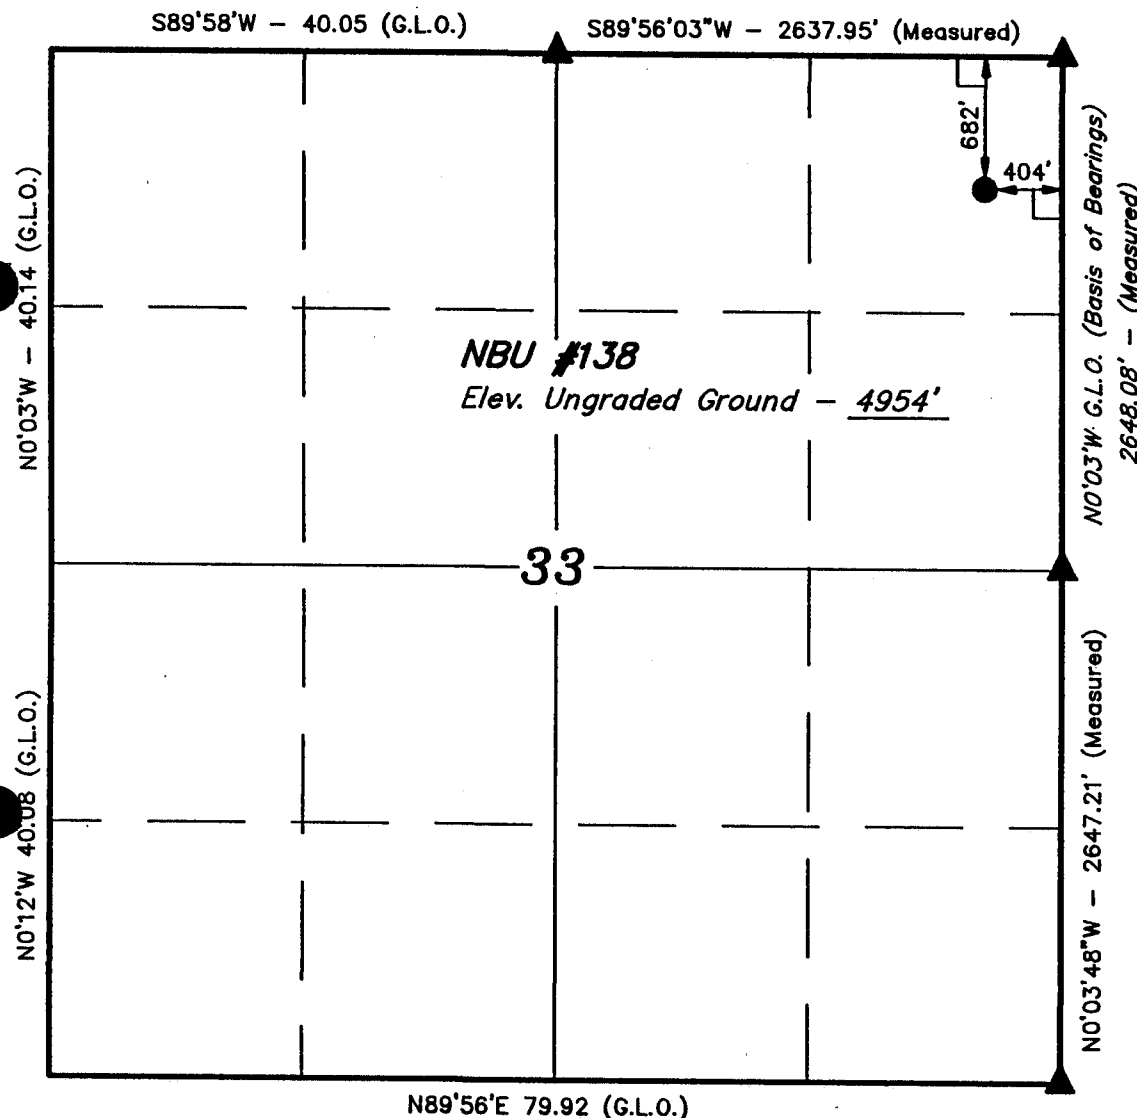 S89°58'W - 40.05 (G.L.O.)
S89°56'03"W - 2637.95' (Measured)
682'
404'
N0°03'W - 40.14 (G.L.O.)
N0°03'W G.L.O. (Basis of Bearings)
2648.08' - (Measured)
NBU #138
Elev. Ungraded Ground - 4954'
33
N0°12'W 40.08 (G.L.O.)
N0°03'48"W - 2647.21' (Measured)
N89°56'E 79.92 (G.L.O.)